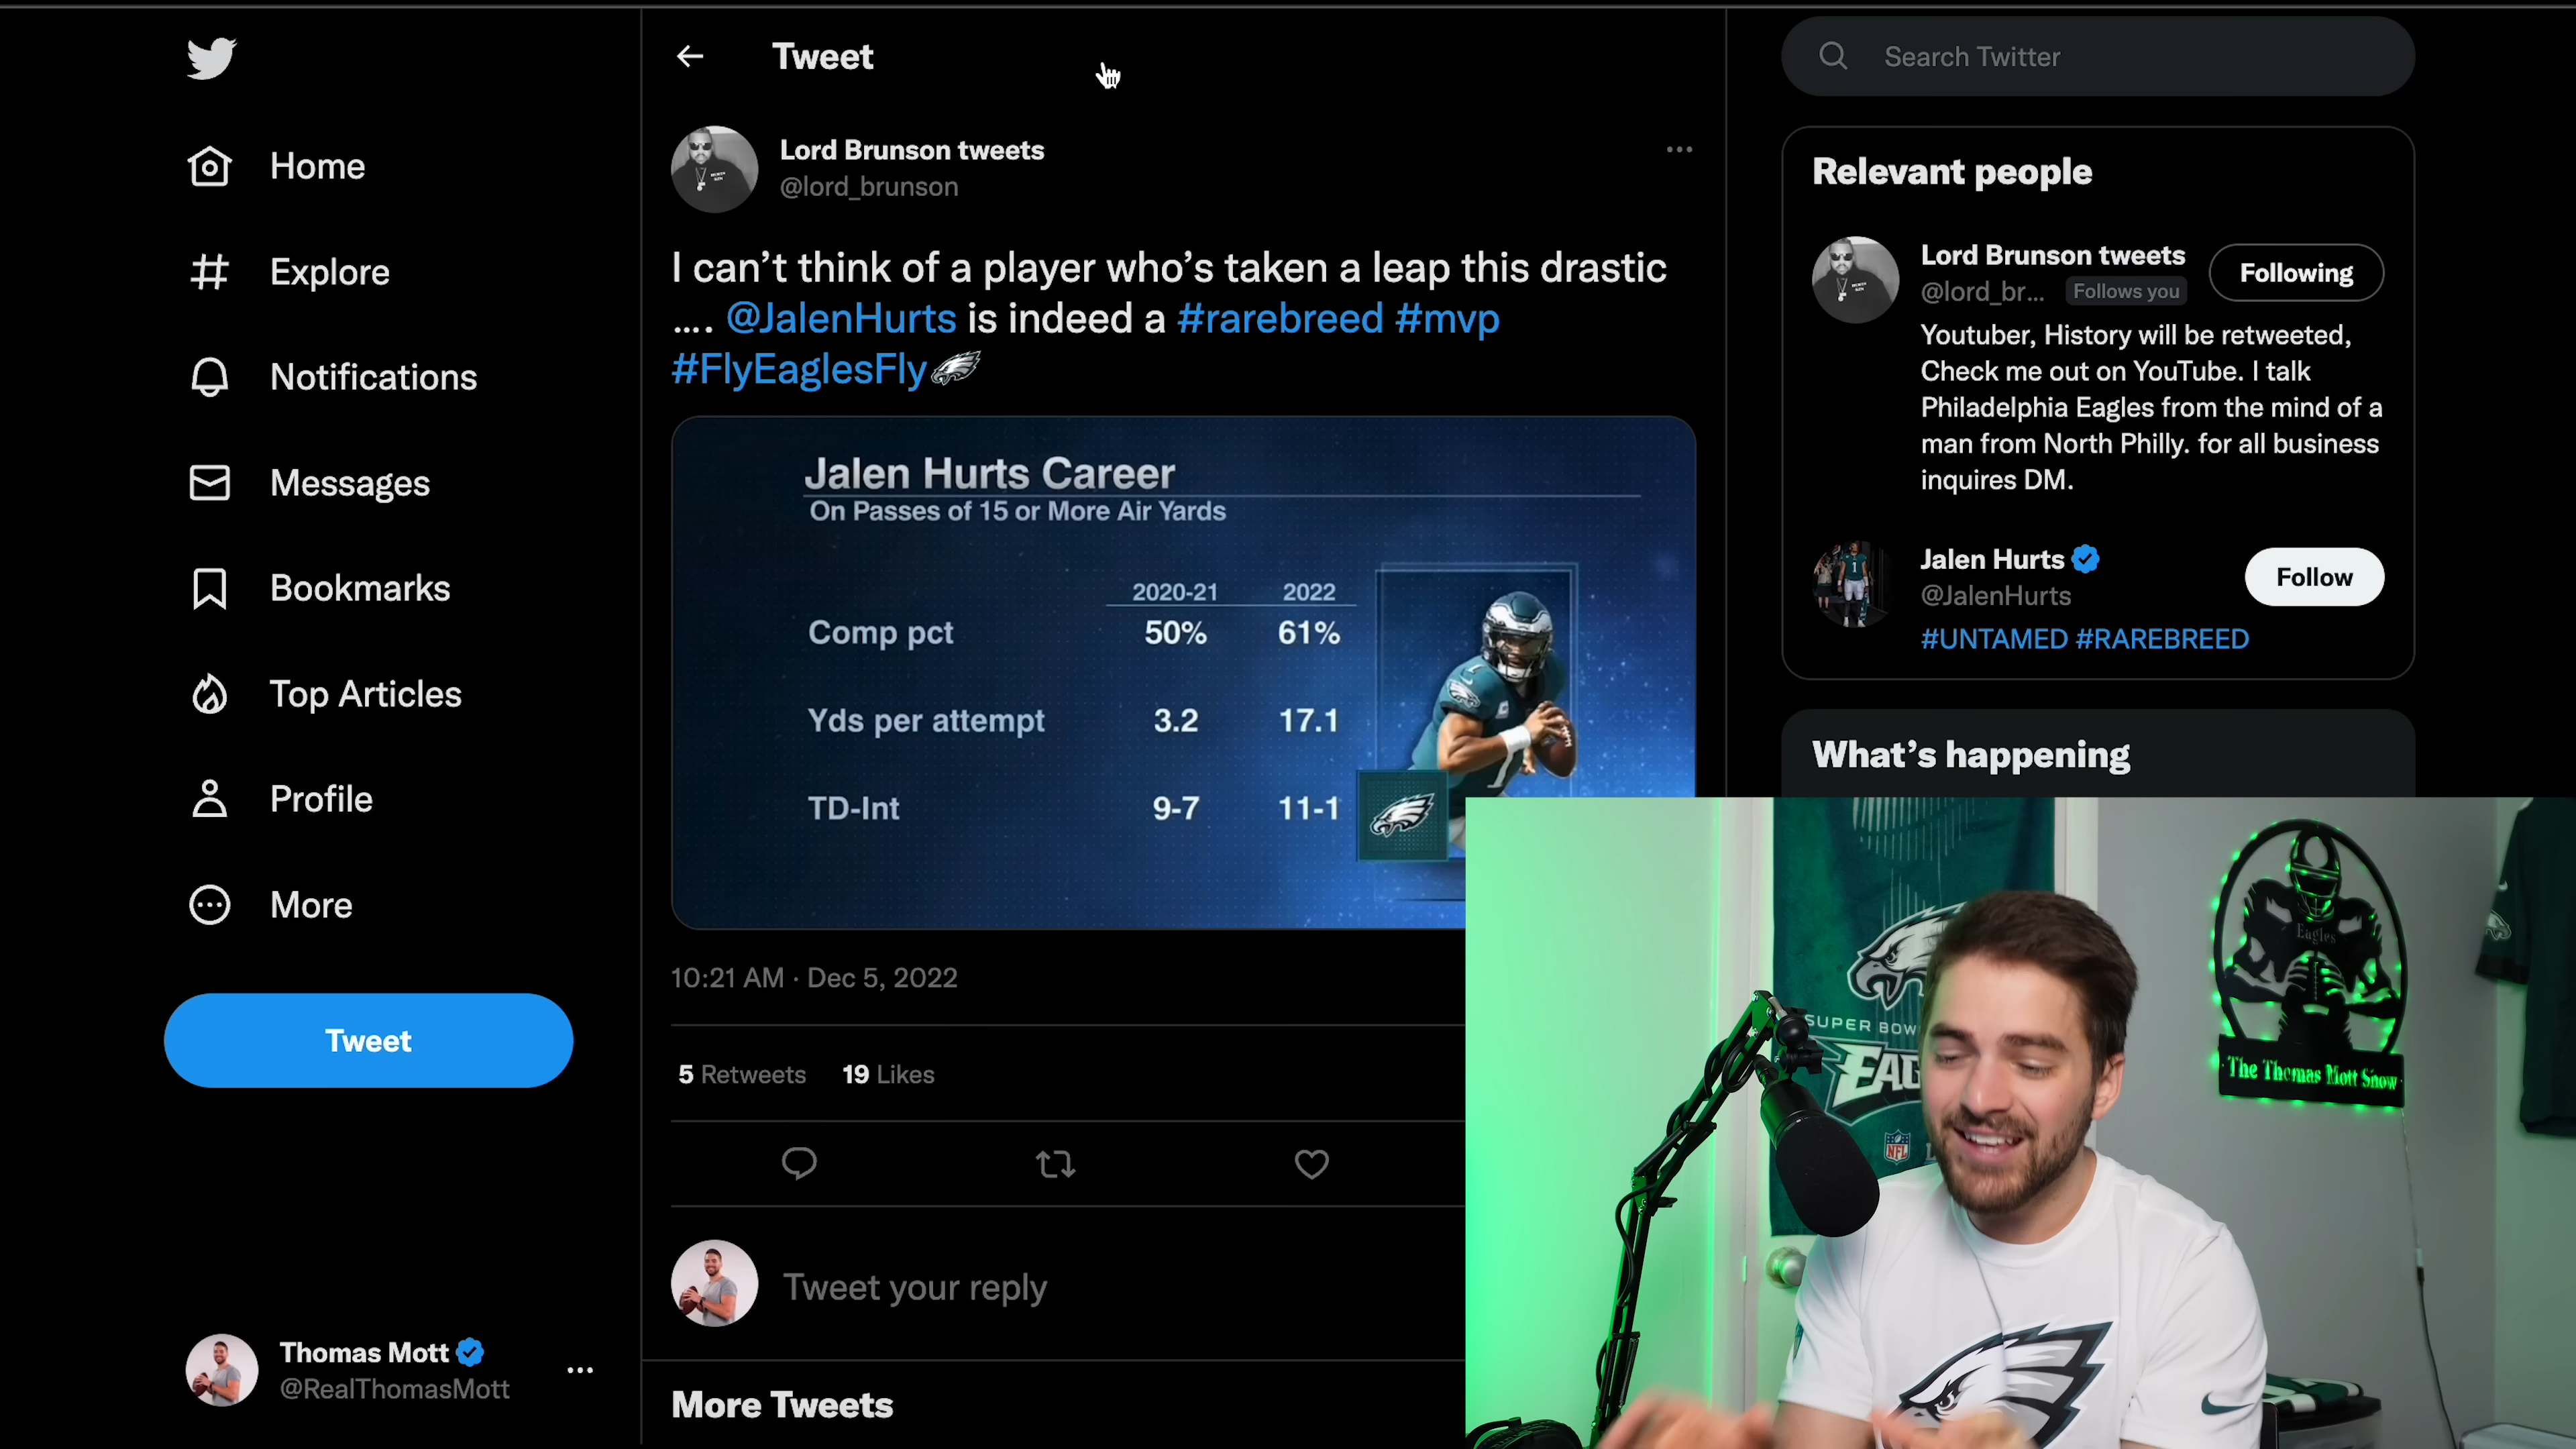 Home
Explore
Notifications
Messages
Bookmarks
Top Articles
Profile
More
Tweet
Thomas Mott
@RealThomasMott
Tweet
Lord Brunson tweets
@lord_brunson
I can't think of a player who's taken a leap this drastic
.... @JalenHurts is indeed a #rarebreed #mvp
#FlyEaglesFly
Jalen Hurts Career
On Passes of 15 or More Air Yards
2020-21 2022
Comp pct 50% 61%
Yds per attempt 3.2 17.1
TD-Int 9-7 11-1
10:21 AM · Dec 5, 2022
5 Retweets 19 Likes
Tweet your reply
More Tweets
Search Twitter
Relevant people
Lord Brunson tweets
Following
@lord_br... Follows you
Youtuber, History will be retweeted,
Check me out on YouTube. I talk
Philadelphia Eagles from the mind of a
man from North Philly. for all business
inquires DM.
Jalen Hurts
Follow
@JalenHurts
#UNTAMED #RAREBREED
What's happening
SUPER BOW
EAG
NFL
Eagles
The Thomas Mott Show